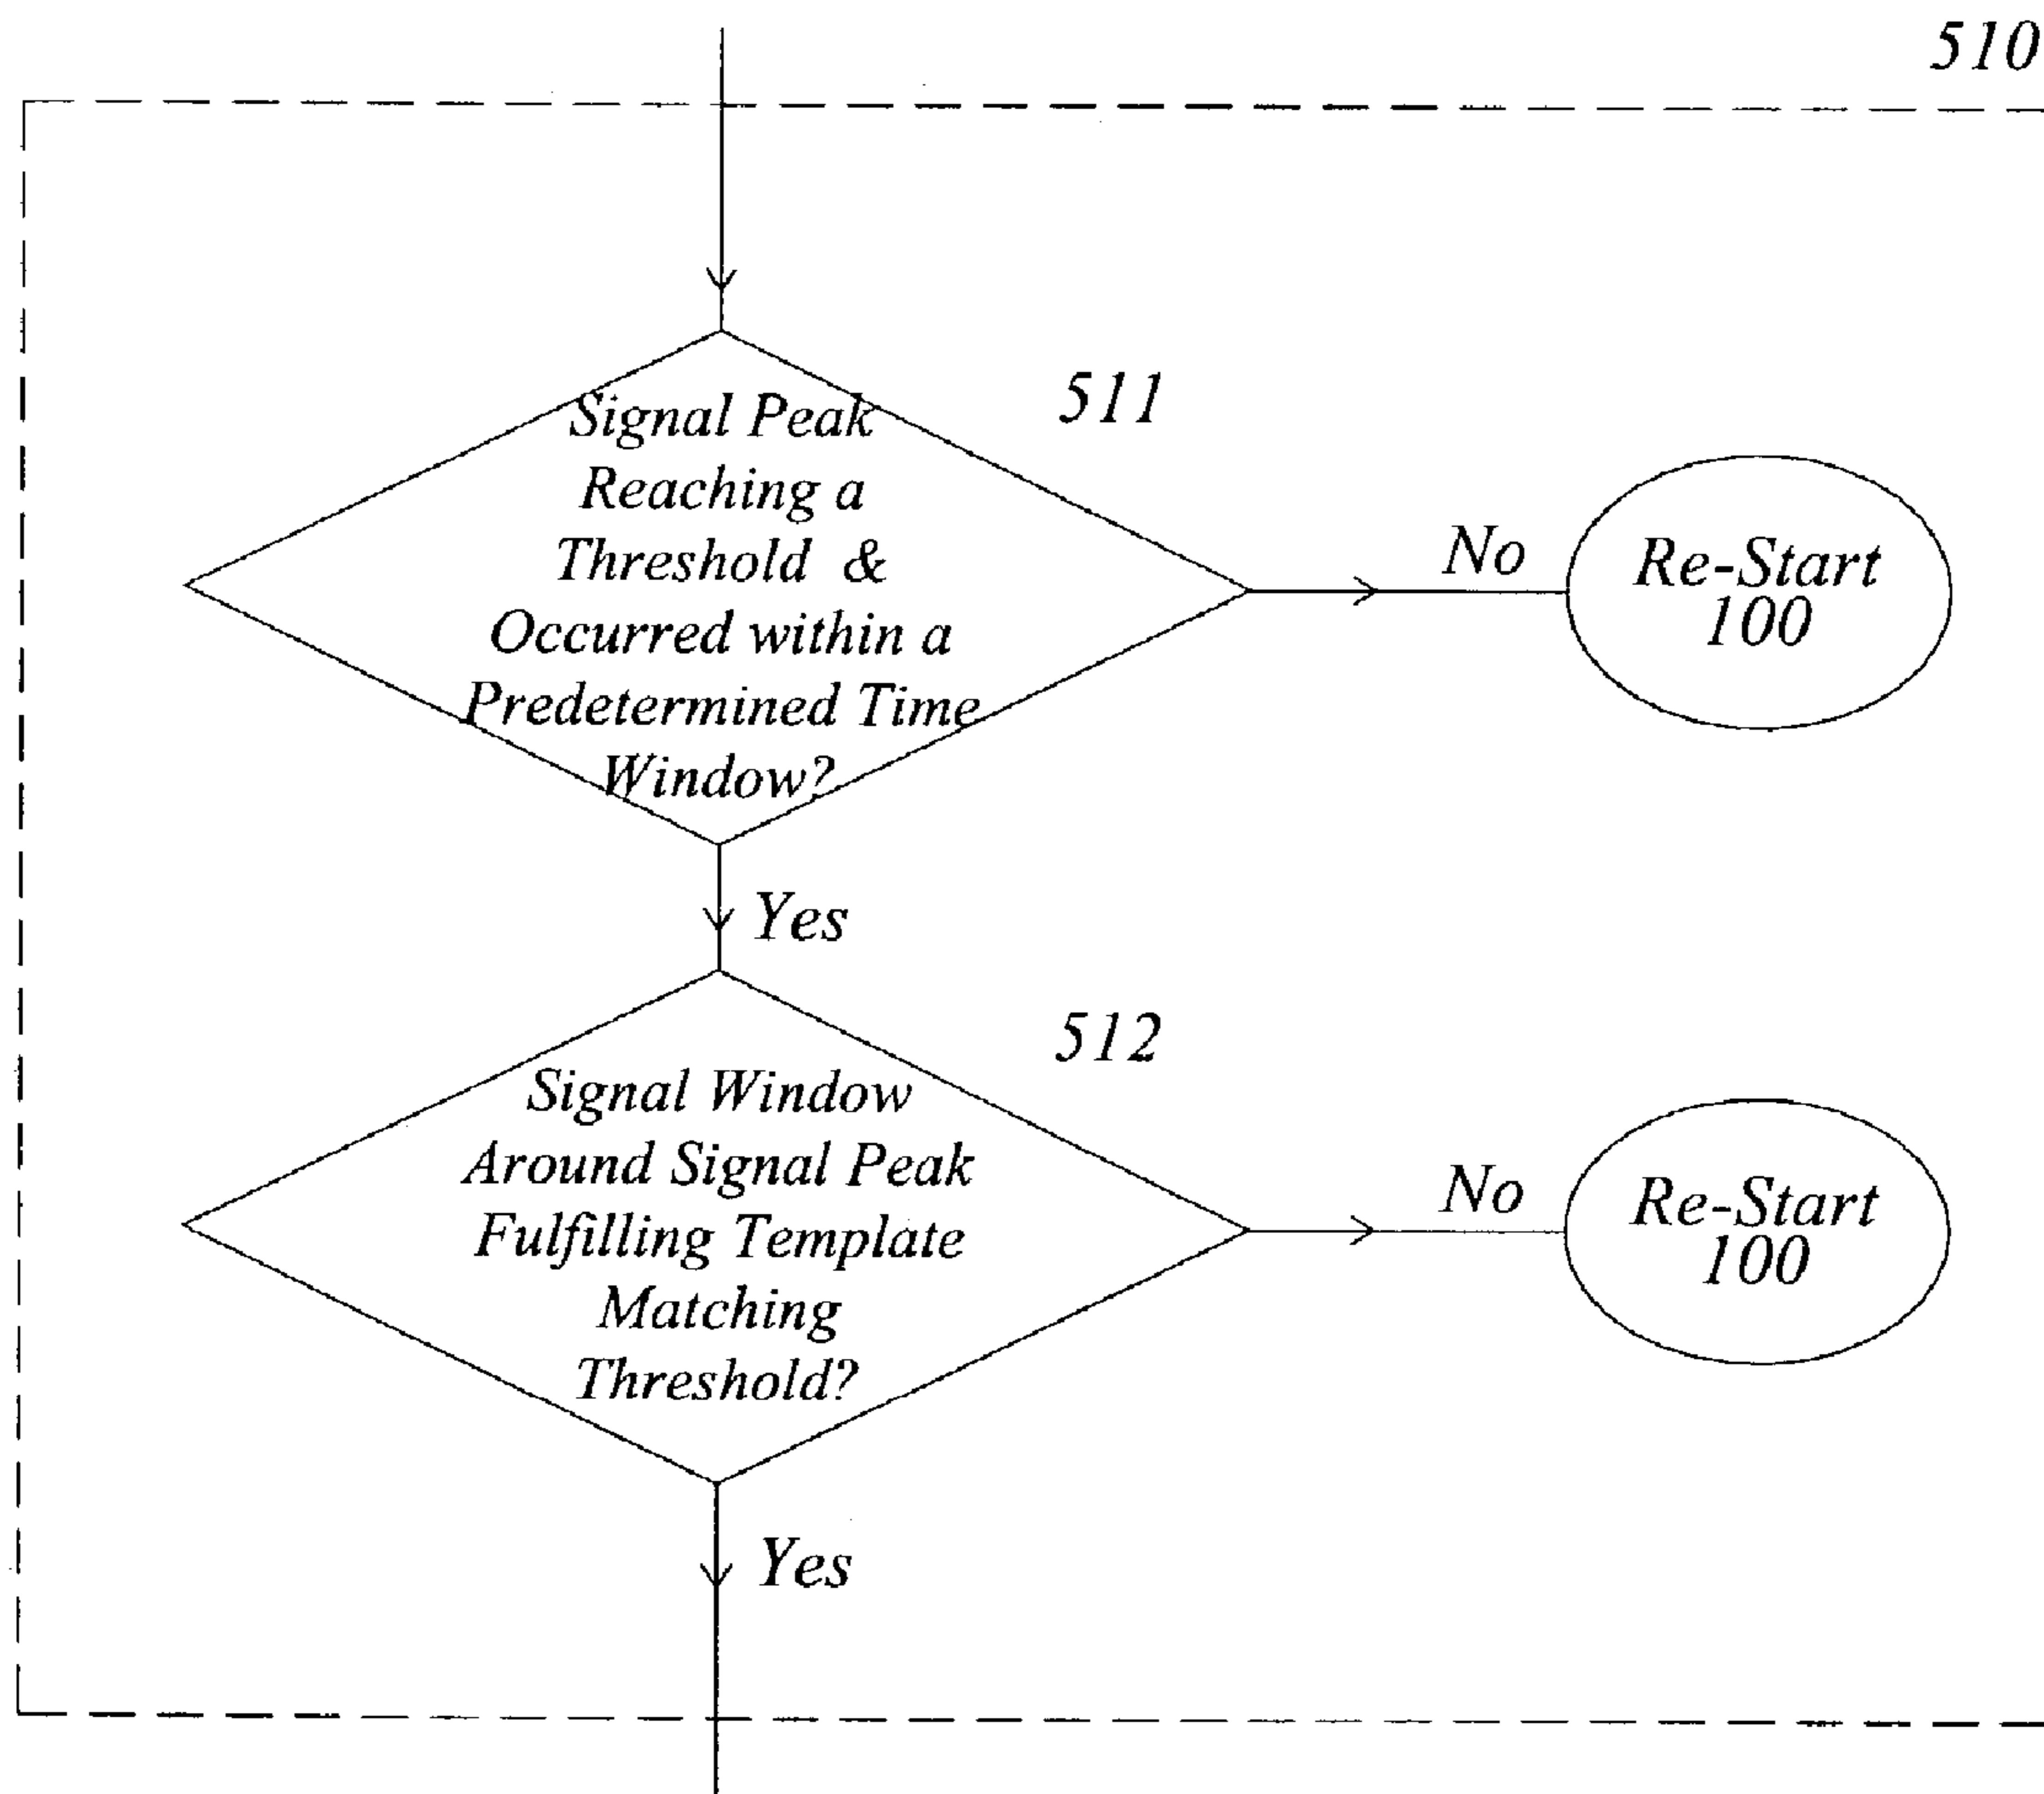 510
511
Signal Peak
Reaching a
Threshold &
Occurred within a
Predetermined Time
Window?
No
Re-Start
100
Yes
512
Signal Window
Around Signal Peak
Fulfilling Template
Matching
Threshold?
No
Re-Start
100
Yes